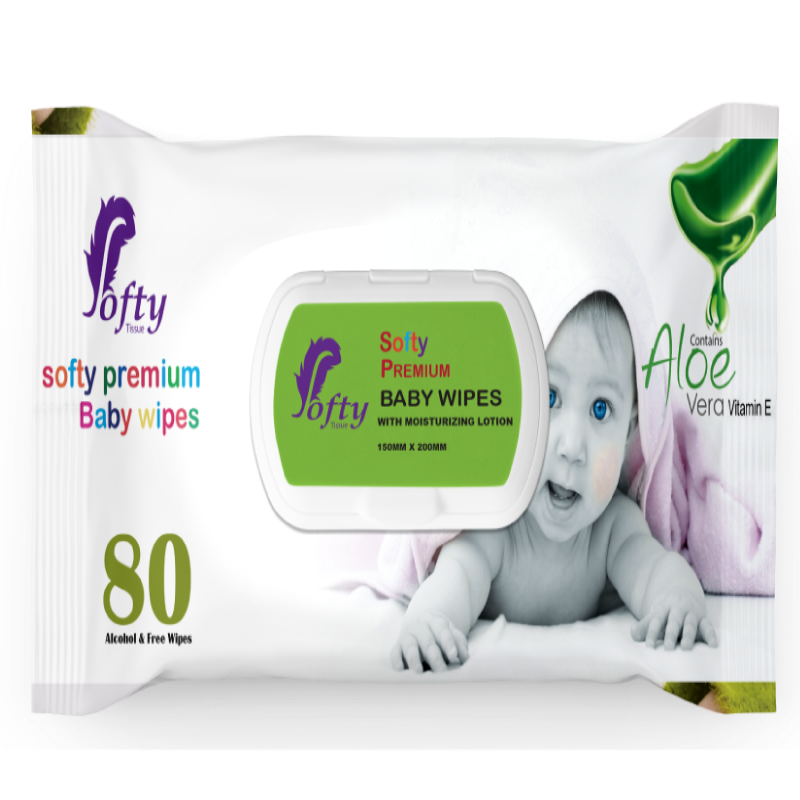 Softy
Tissue
softy premium
Baby wipes
80
Alcohol & Free Wipes
Softy
Tissue
Softy
PREMIUM
BABY WIPES
WITH MOISTURIZING LOTION
150MM X 200MM
Contains
Aloe
Vera Vitamin E